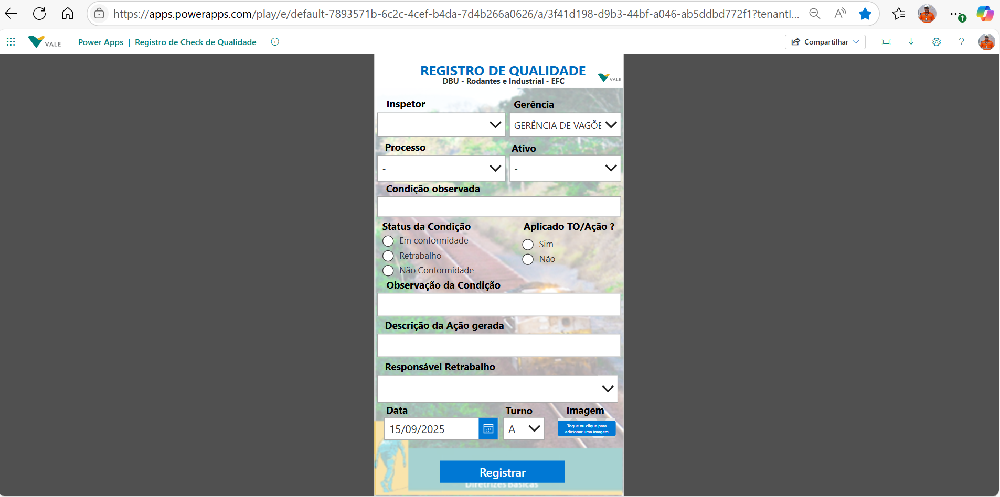 https://apps.powerapps.com/play/e/default-7893571b-6c2c-4cef-b4da-7d4b266a0626/a/3f41d198-d9b3-44bf-a046-ab5ddbd772f1?tenantI...
VALE
Power Apps | Registro de Check de Qualidade
Compartilhar
REGISTRO DE QUALIDADE
DBU - Rodantes e Industrial - EFC
VALE
Inspetor
Gerência
-
GERÊNCIA DE VAGÕE
Processo
Ativo
-
-
Condição observada
Status da Condição
Aplicado TO/Ação ?
Em conformidade
Sim
Retrabalho
Não
Não Conformidade
Observação da Condição
Descrição da Ação gerada
Responsável Retrabalho
-
Data
Turno
Imagem
15/09/2025
A
Toque ou clique para
adicionar uma imagem
Registrar
Diretrizes Básicas